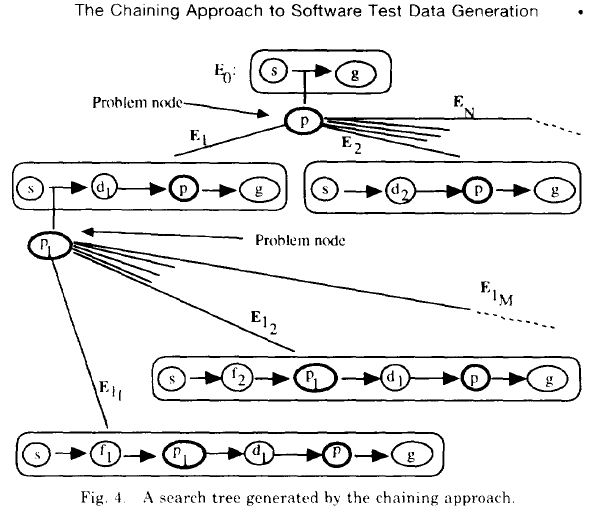 The Chaining Approach to Software Test Data Generation
E0: s g
Problem node
p
EN
E1
E2
s d1 p g
s d2 p g
p1
Problem node
E1M
E12
s f2 p1 d1 p g
E11
s f1 p1 d1 p g
Fig. 4. A search tree generated by the chaining approach.